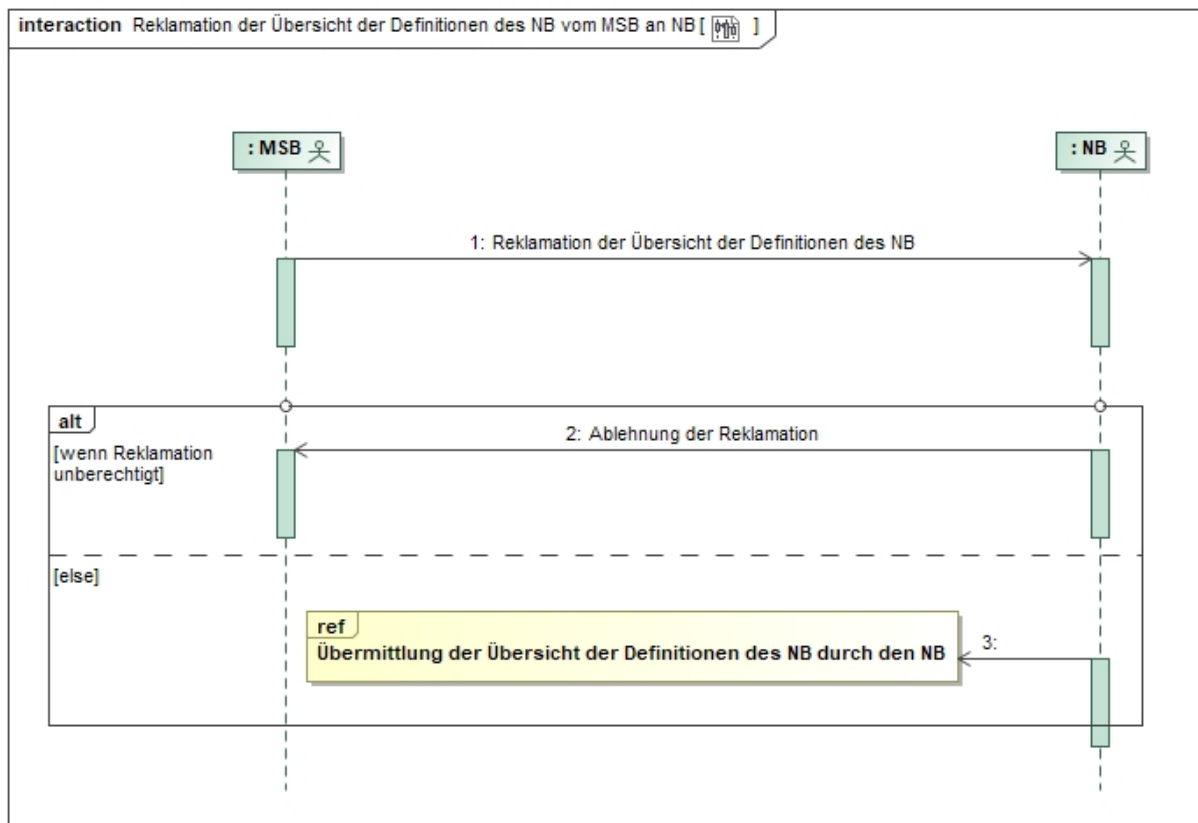 interaction Reklamation der Übersicht der Definitionen des NB vom MSB an NB [ ]
: MSB
: NB
1: Reklamation der Übersicht der Definitionen des NB
alt
[wenn Reklamation
unberechtigt]
2: Ablehnung der Reklamation
[else]
ref
Übermittlung der Übersicht der Definitionen des NB durch den NB
3: